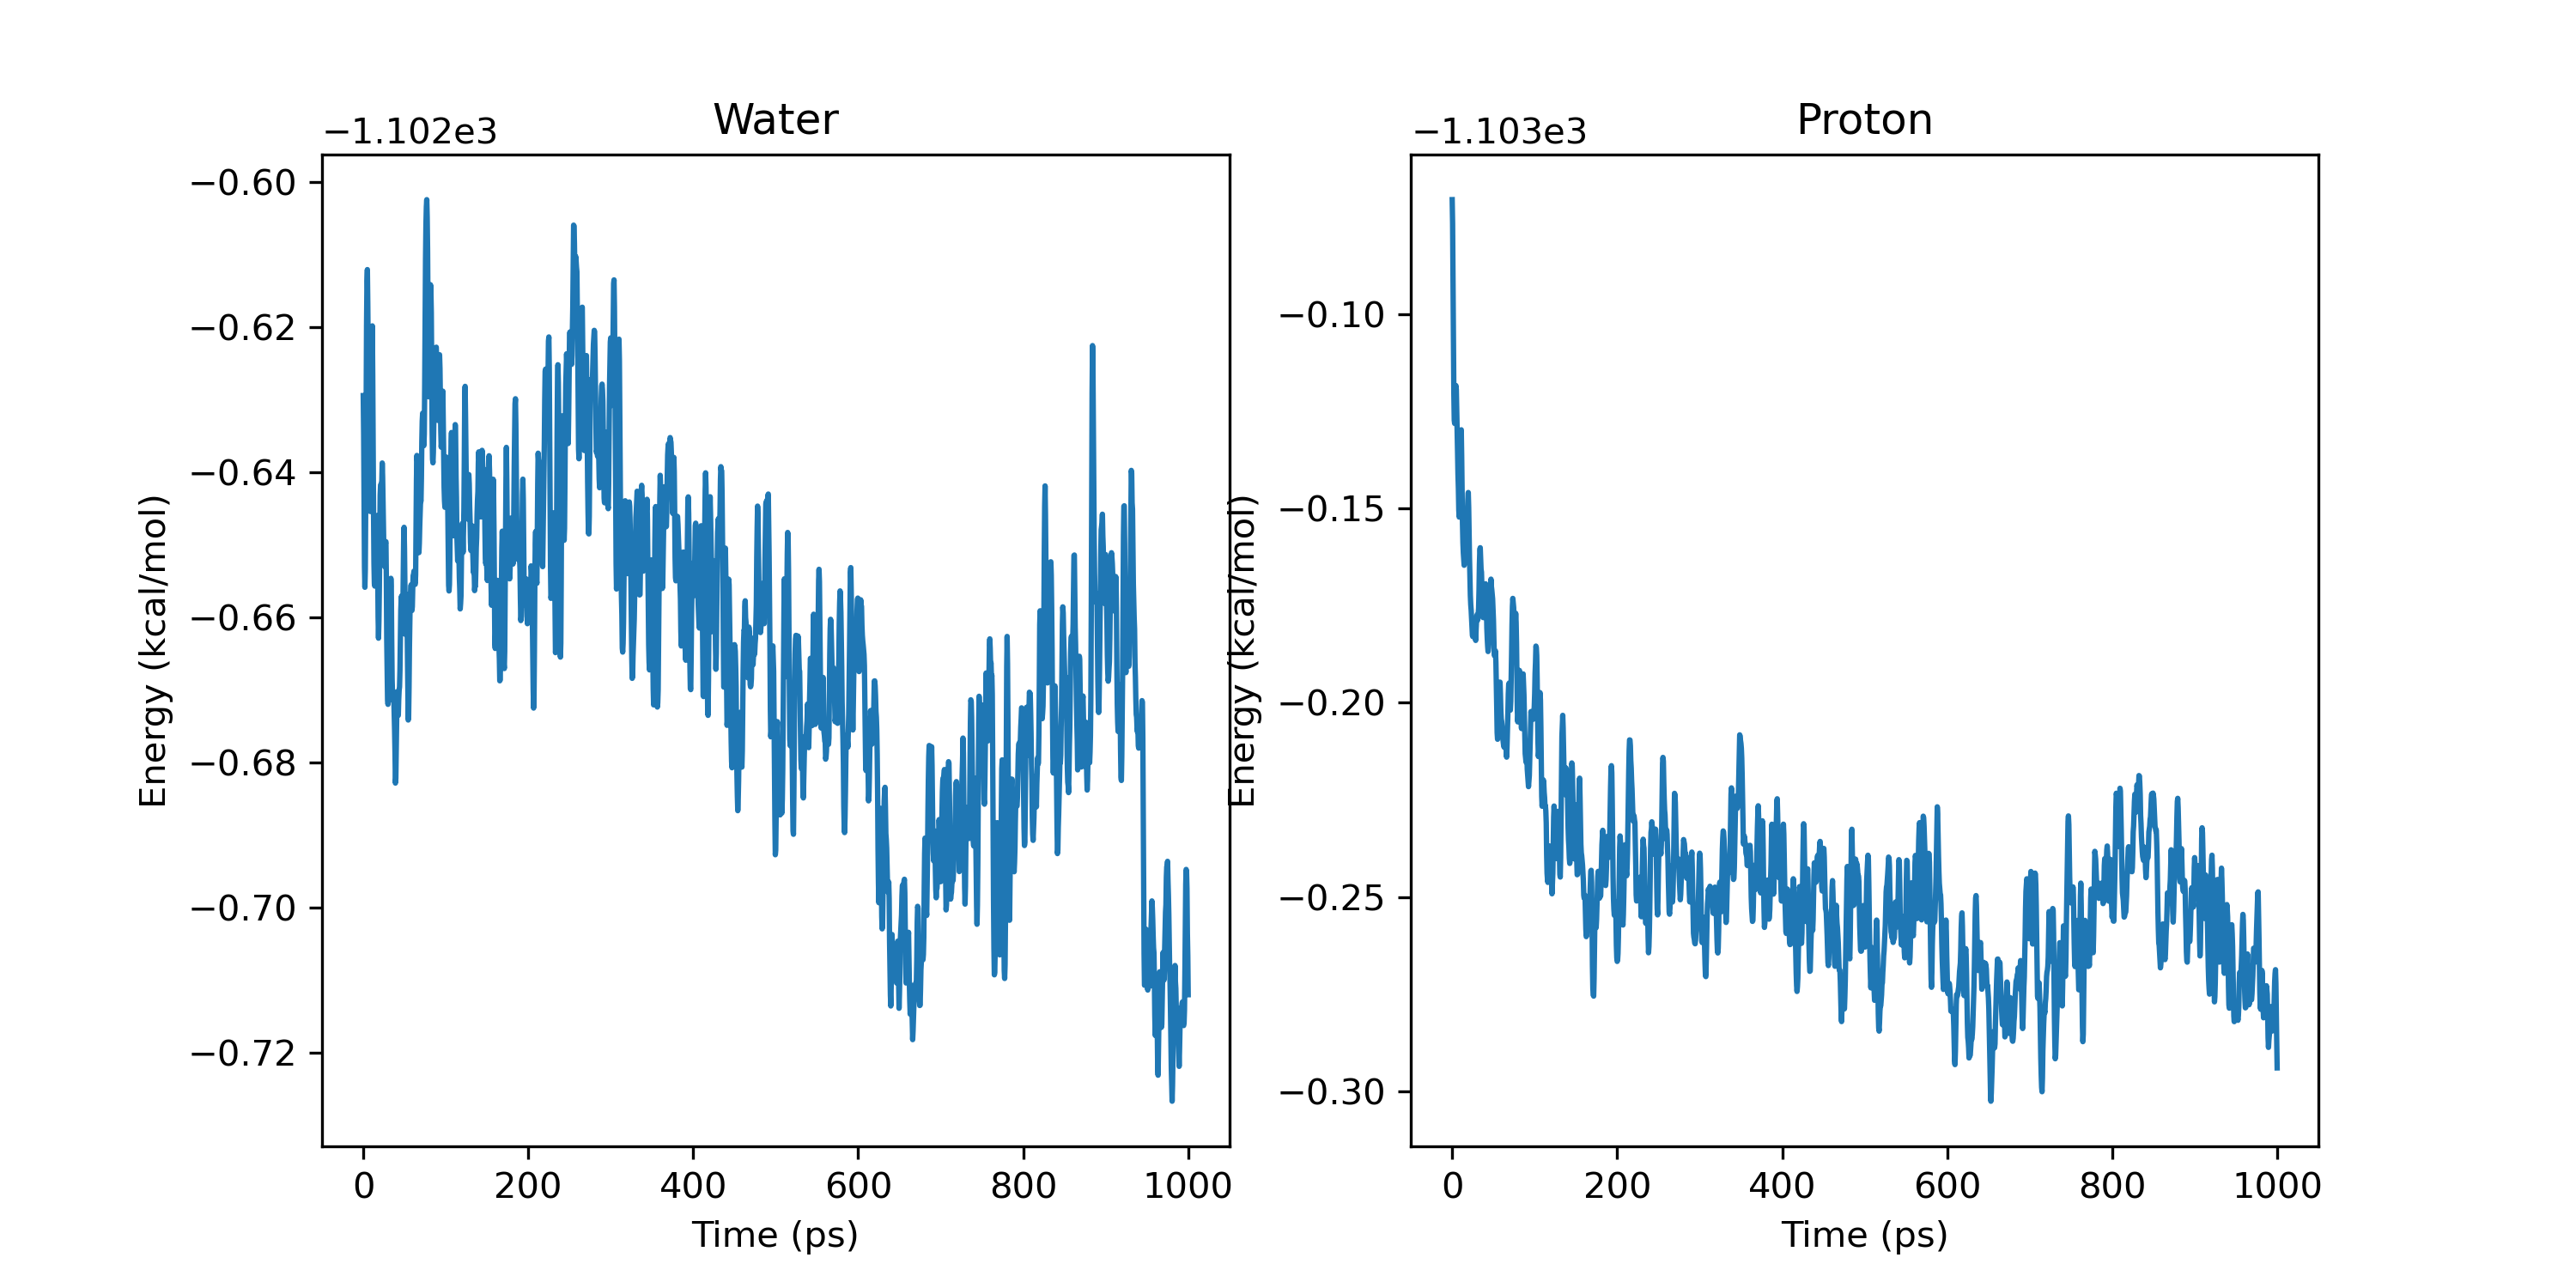 Water
−1.102e3
−0.60
−0.62
−0.64
−0.66
−0.68
−0.70
−0.72
Energy (kcal/mol)
0 200 400 600 800 1000
Time (ps)
Proton
−1.103e3
−0.10
−0.15
−0.20
−0.25
−0.30
Energy (kcal/mol)
0 200 400 600 800 1000
Time (ps)